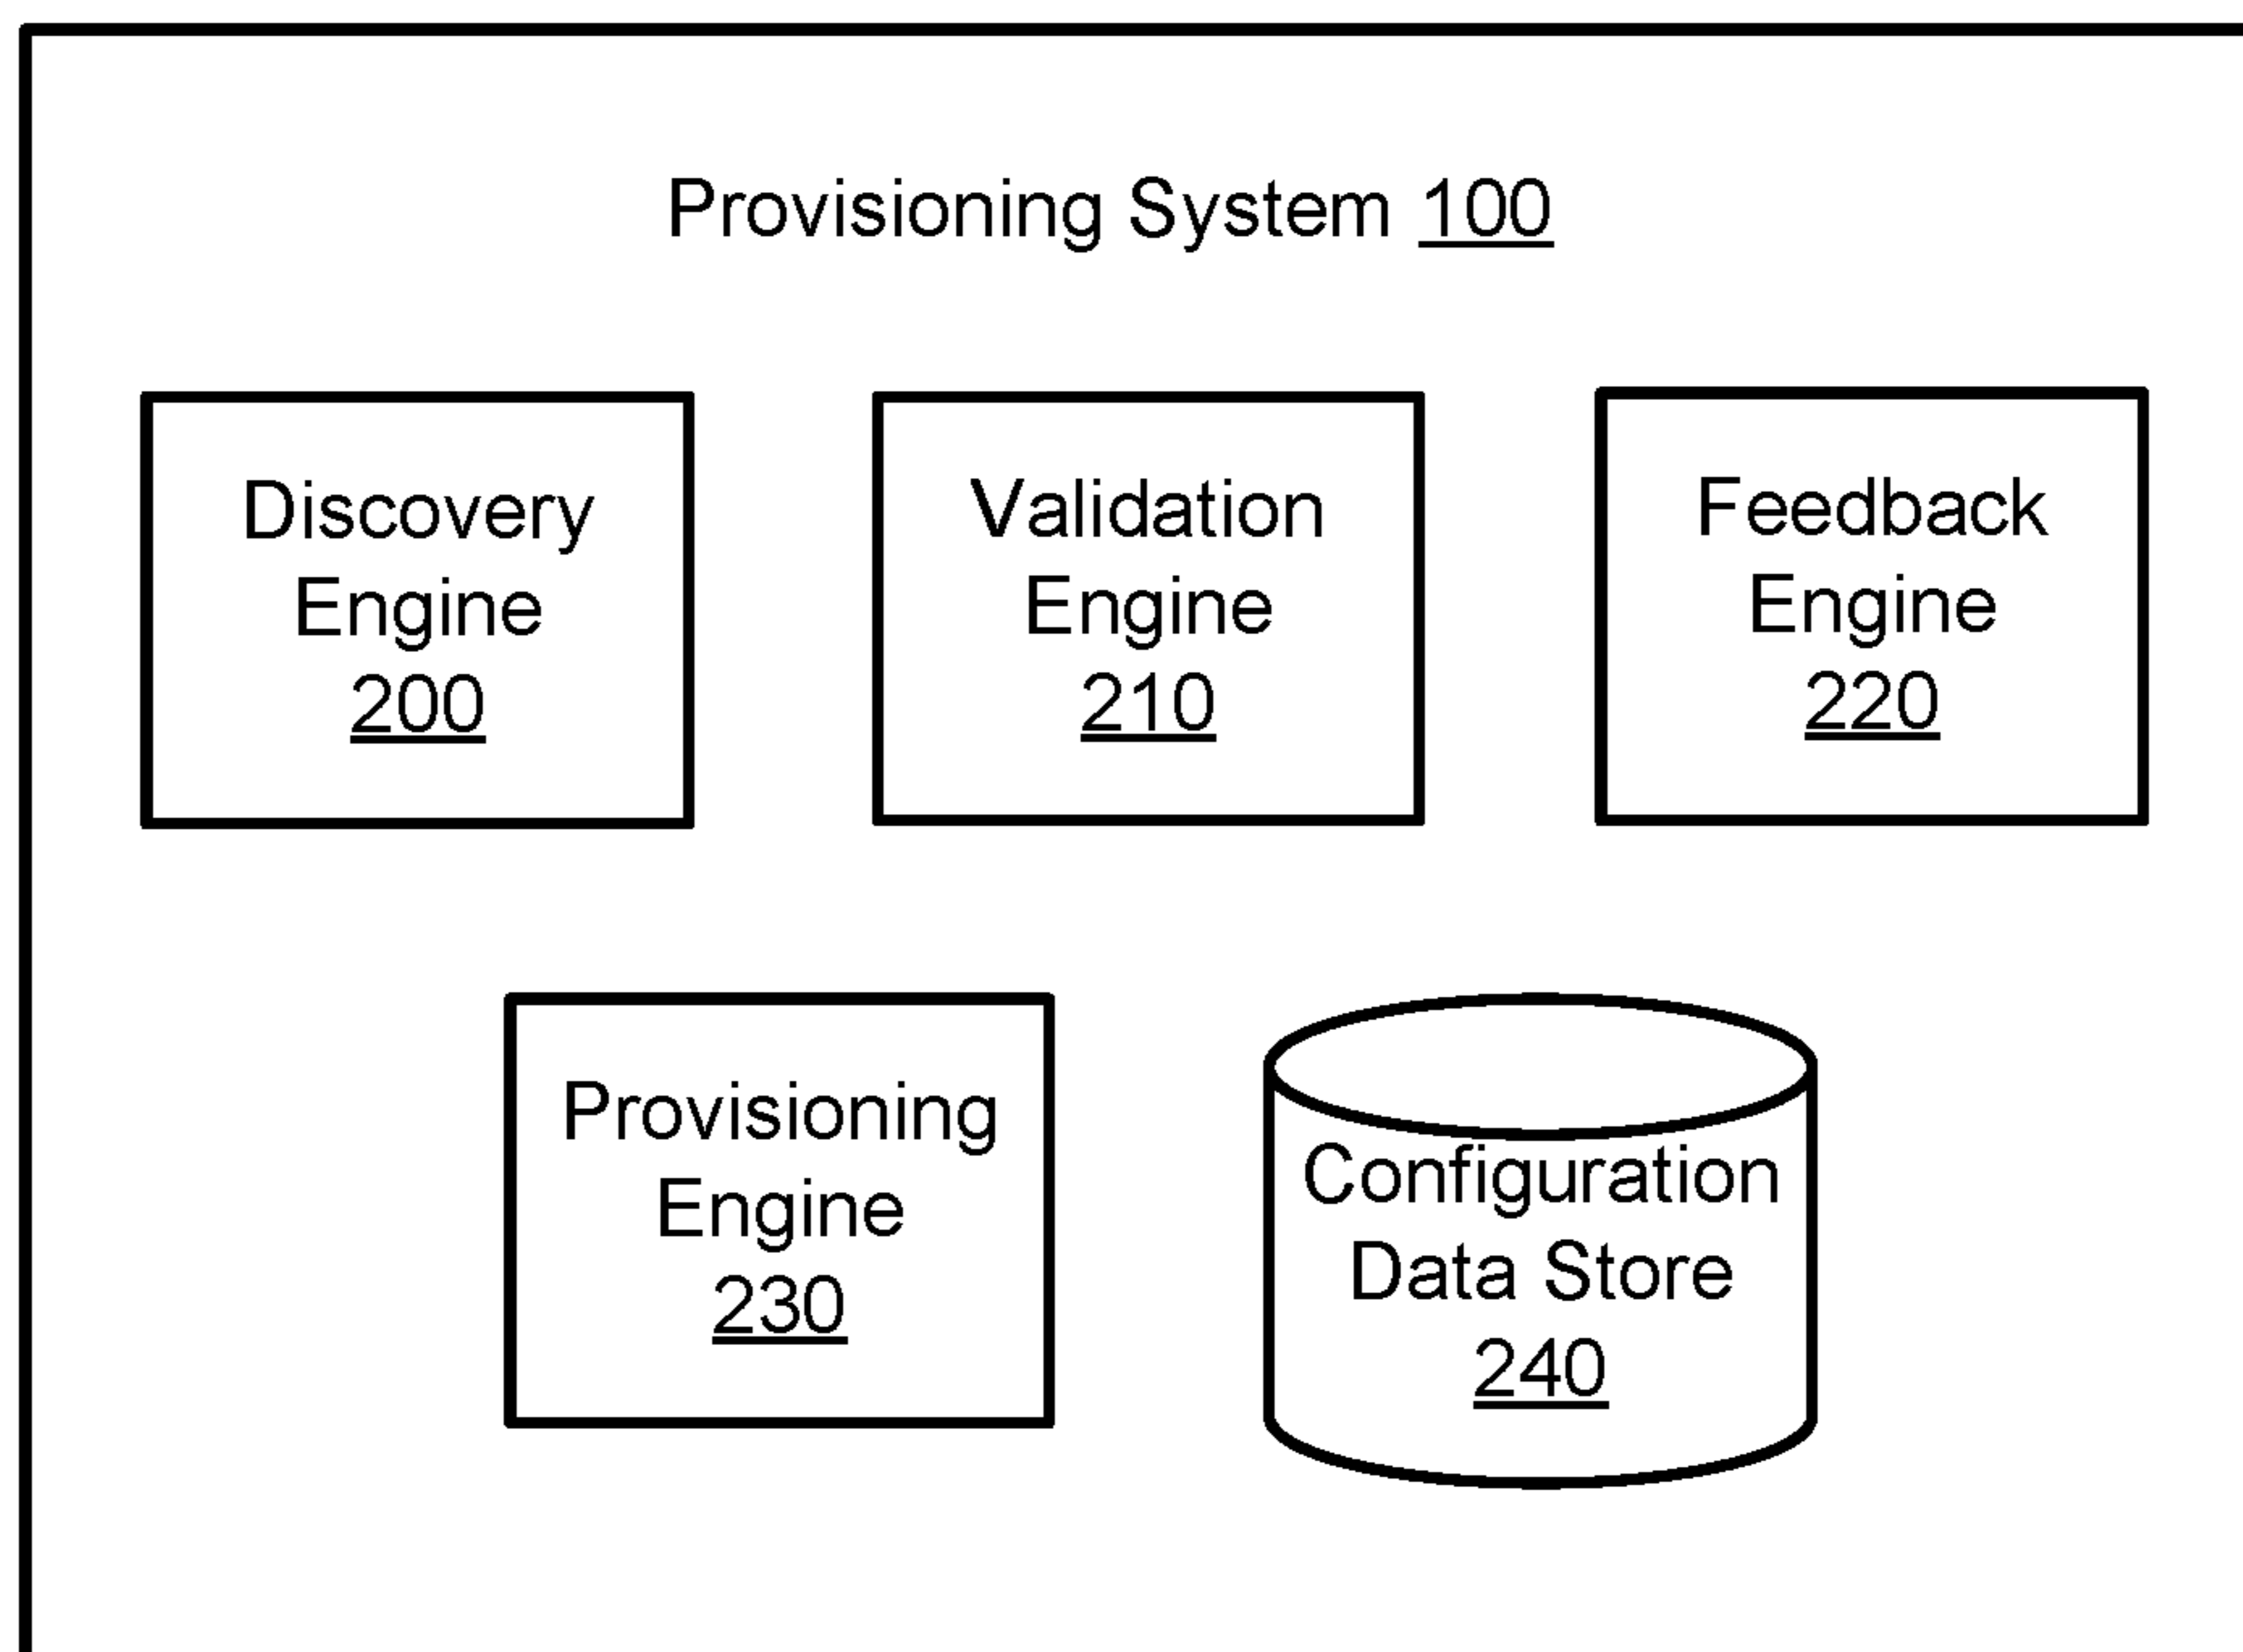 Provisioning System 100
Discovery
Engine
200
Validation
Engine
210
Feedback
Engine
220
Provisioning
Engine
230
Configuration
Data Store
240